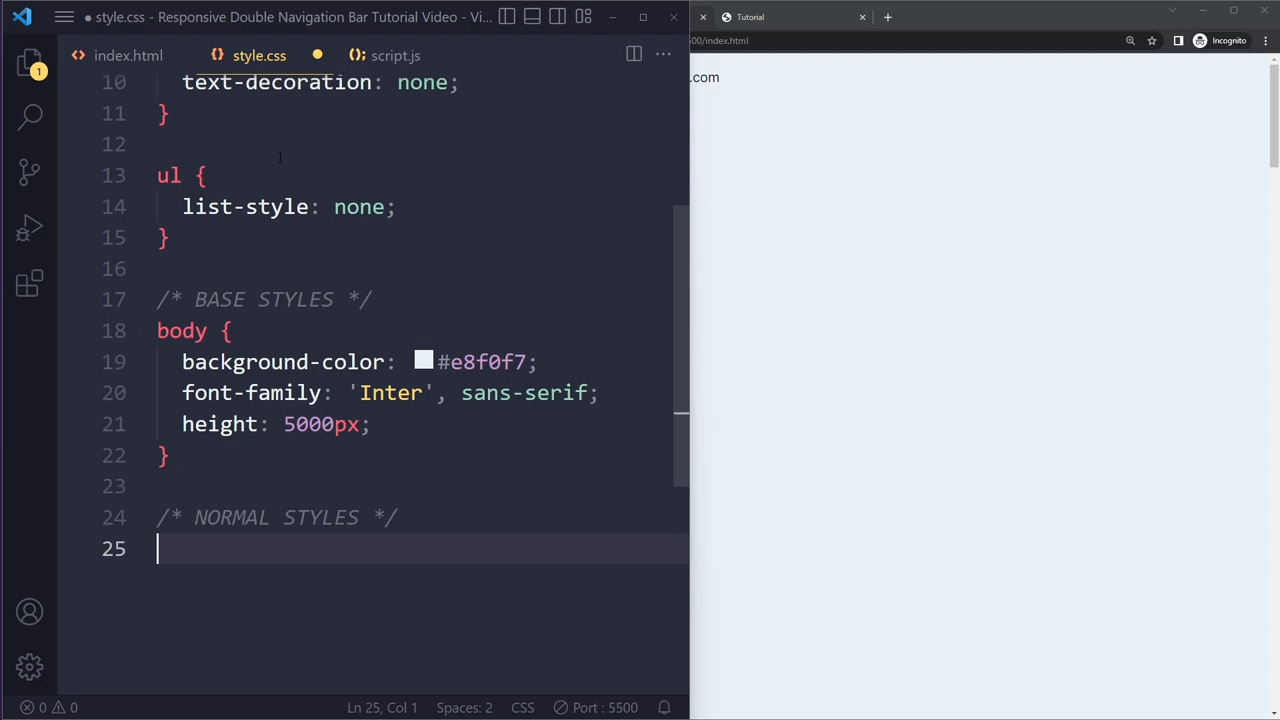 style.css - Responsive Double Navigation Bar Tutorial Video - Vi...
Tutorial
index.html
style.css
script.js
500/index.html
Incognito
10 text-decoration: none;
.com
11 }
12
13 ul {
14 list-style: none;
15 }
16
17 /* BASE STYLES */
18 body {
19 background-color: #e8f0f7;
20 font-family: 'Inter', sans-serif;
21 height: 5000px;
22 }
23
24 /* NORMAL STYLES */
25
1
0 0
Ln 25, Col 1
Spaces: 2
CSS
Port : 5500